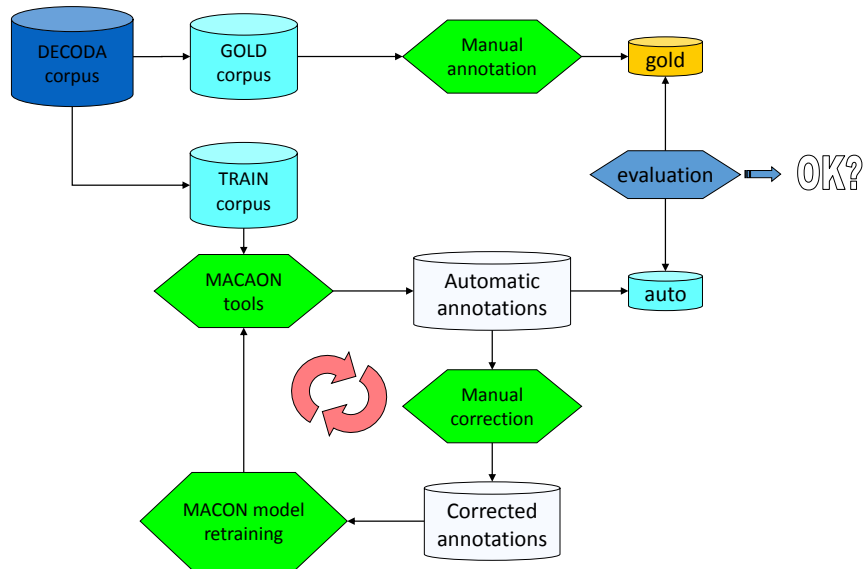 DECODA
corpus
GOLD
corpus
Manual
annotation
gold
TRAIN
corpus
evaluation
OK?
MACAON
tools
Automatic
annotations
auto
Manual
correction
MACON model
retraining
Corrected
annotations